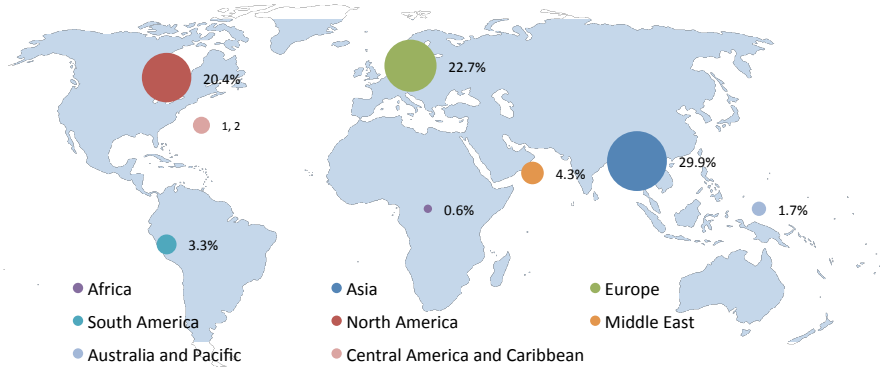 20.4%
22.7%
1, 2
29.9%
4.3%
0.6%
1.7%
3.3%
Africa
Asia
Europe
South America
North America
Middle East
Australia and Pacific
Central America and Caribbean